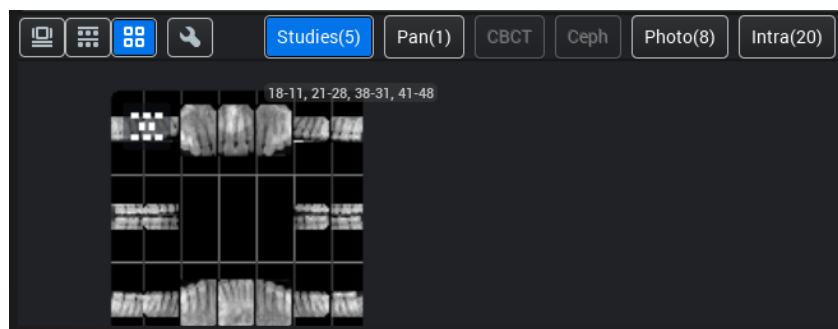 Studies(5) Pan(1) CBCT Ceph Photo(8) Intra(20)
18-11, 21-28, 38-31, 41-48